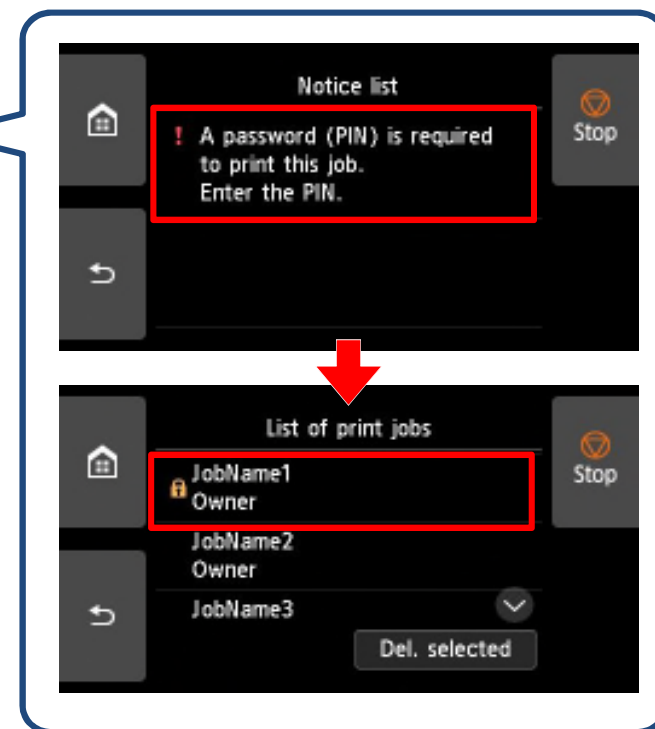 Notice list
Stop
! A password (PIN) is required
to print this job.
Enter the PIN.
List of print jobs
Stop
JobName1
Owner
JobName2
Owner
JobName3
Del. selected